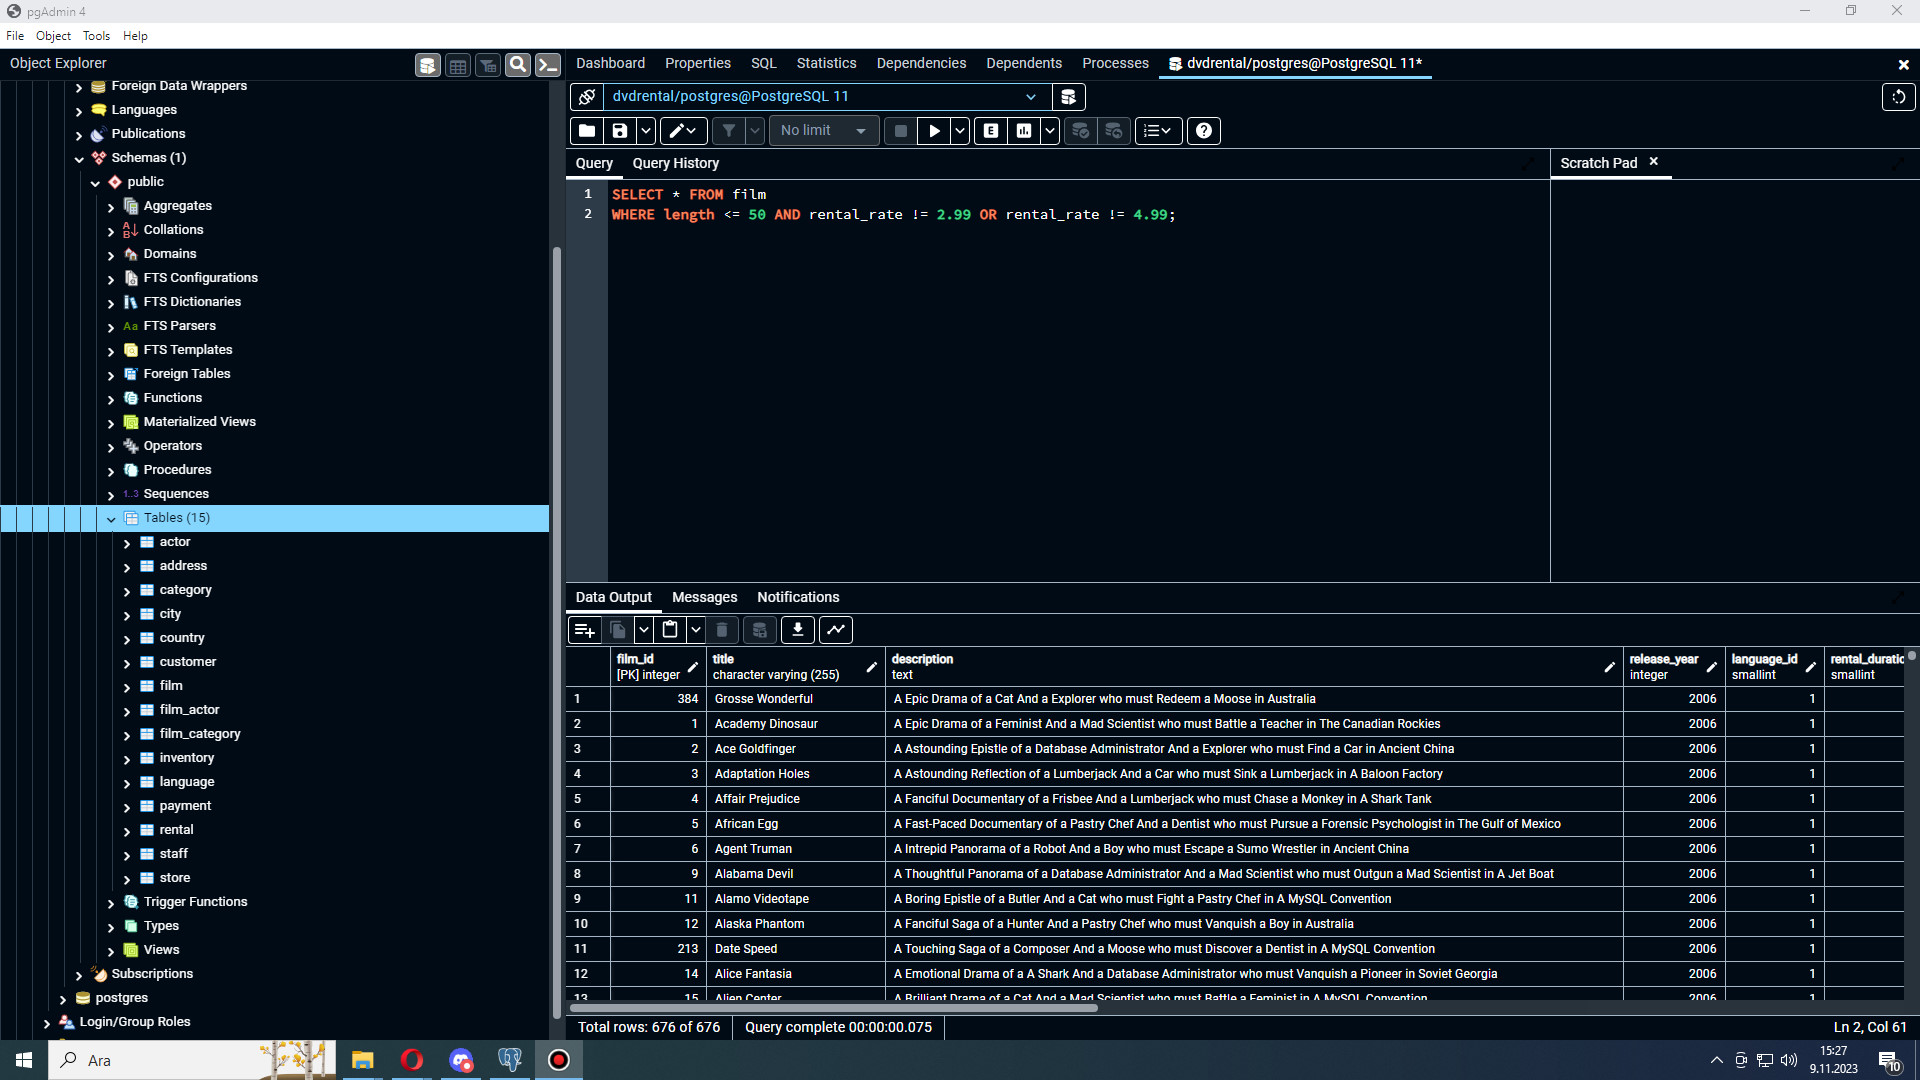 pgAdmin 4
File Object Tools Help
Object Explorer
Dashboard Properties SQL Statistics Dependencies Dependents Processes dvdrental/postgres@PostgreSQL 11*
Foreign Data Wrappers
Languages
Publications
Schemas (1)
public
Aggregates
Collations
Domains
FTS Configurations
FTS Dictionaries
Aa FTS Parsers
FTS Templates
Foreign Tables
Functions
Materialized Views
Operators
Procedures
1..3 Sequences
Tables (15)
actor
address
category
city
country
customer
film
film_actor
film_category
inventory
language
payment
rental
staff
store
Trigger Functions
Types
Views
Subscriptions
postgres
Login/Group Roles
dvdrental/postgres@PostgreSQL 11
No limit
E
Query Query History
Scratch Pad
1 SELECT * FROM film
2 WHERE length <= 50 AND rental_rate != 2.99 OR rental_rate != 4.99;
Data Output Messages Notifications
film_id title description release_year language_id rental_duratic
[PK] integer character varying (255) text integer smallint smallint
1 384 Grosse Wonderful A Epic Drama of a Cat And a Explorer who must Redeem a Moose in Australia 2006 1
2 1 Academy Dinosaur A Epic Drama of a Feminist And a Mad Scientist who must Battle a Teacher in The Canadian Rockies 2006 1
3 2 Ace Goldfinger A Astounding Epistle of a Database Administrator And a Explorer who must Find a Car in Ancient China 2006 1
4 3 Adaptation Holes A Astounding Reflection of a Lumberjack And a Car who must Sink a Lumberjack in A Baloon Factory 2006 1
5 4 Affair Prejudice A Fanciful Documentary of a Frisbee And a Lumberjack who must Chase a Monkey in A Shark Tank 2006 1
6 5 African Egg A Fast-Paced Documentary of a Pastry Chef And a Dentist who must Pursue a Forensic Psychologist in The Gulf of Mexico 2006 1
7 6 Agent Truman A Intrepid Panorama of a Robot And a Boy who must Escape a Sumo Wrestler in Ancient China 2006 1
8 9 Alabama Devil A Thoughtful Panorama of a Database Administrator And a Mad Scientist who must Outgun a Mad Scientist in A Jet Boat 2006 1
9 11 Alamo Videotape A Boring Epistle of a Butler And a Cat who must Fight a Pastry Chef in A MySQL Convention 2006 1
10 12 Alaska Phantom A Fanciful Saga of a Hunter And a Pastry Chef who must Vanquish a Boy in Australia 2006 1
11 213 Date Speed A Touching Saga of a Composer And a Moose who must Discover a Dentist in A MySQL Convention 2006 1
12 14 Alice Fantasia A Emotional Drama of a A Shark And a Database Administrator who must Vanquish a Pioneer in Soviet Georgia 2006 1
13 15 Alien Center A Brilliant Drama of a Cat And a Mad Scientist who must Battle a Feminist in A MySQL Convention 2006 1
Total rows: 676 of 676 Query complete 00:00:00.075 Ln 2, Col 61
Ara
15:27
9.11.2023
10